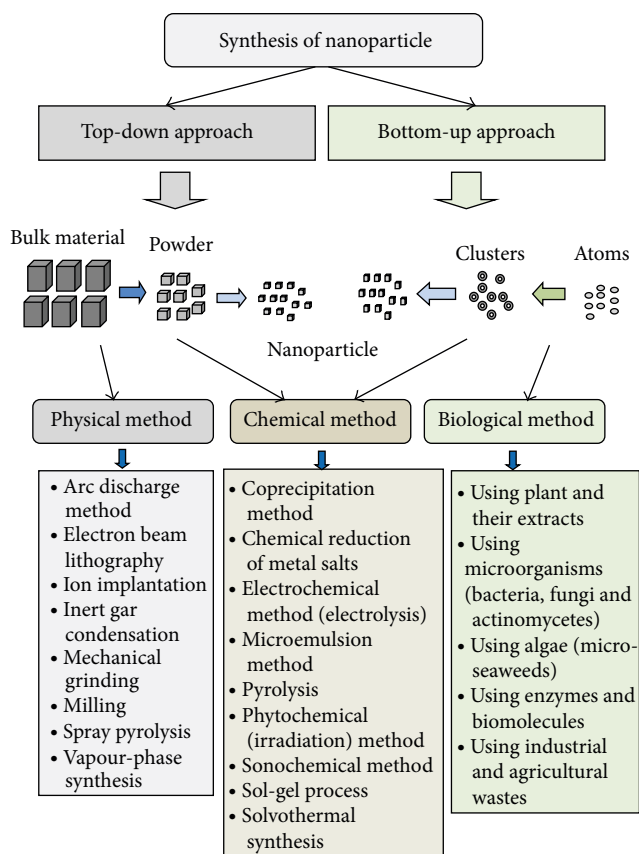 Synthesis of nanoparticle
Top-down approach
Bottom-up approach
Bulk material
Powder
Clusters
Atoms
Nanoparticle
Physical method
Chemical method
Biological method
• Arc discharge
method
• Electron beam
lithography
• Ion implantation
• Inert gar
condensation
• Mechanical
grinding
• Milling
• Spray pyrolysis
• Vapour-phase
synthesis
• Coprecipitation
method
• Chemical reduction
of metal salts
• Electrochemical
method (electrolysis)
• Microemulsion
method
• Pyrolysis
• Phytochemical
(irradiation) method
• Sonochemical method
• Sol-gel process
• Solvothermal
synthesis
• Using plant and
their extracts
• Using
microorganisms
(bacteria, fungi and
actinomycetes)
• Using algae (micro-
seaweeds)
• Using enzymes and
biomolecules
• Using industrial
and agricultural
wastes